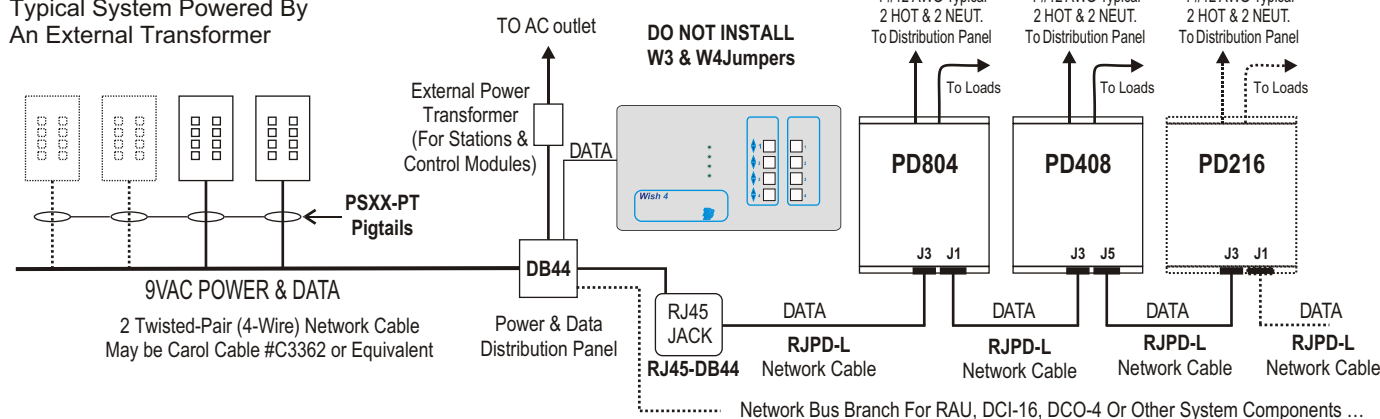 Typical System Powered By
An External Transformer
TO AC outlet
External Power
Transformer
(For Stations &
Control Modules)
DATA
DO NOT INSTALL
W3 & W4Jumpers
Wish 4
PSXX-PT
Pigtails
9VAC POWER & DATA
2 Twisted-Pair (4-Wire) Network Cable
May be Carol Cable #C3362 or Equivalent
DB44
Power & Data
Distribution Panel
RJ45
JACK
RJ45-DB44
2 HOT & 2 NEUT.
To Distribution Panel
To Loads
PD804
J3 J1
2 HOT & 2 NEUT.
To Distribution Panel
To Loads
PD408
J3 J5
2 HOT & 2 NEUT.
To Distribution Panel
To Loads
PD216
J3 J1
DATA
RJPD-L
Network Cable
DATA
RJPD-L
Network Cable
DATA
RJPD-L
Network Cable
DATA
RJPD-L
Network Cable
Network Bus Branch For RAU, DCI-16, DCO-4 Or Other System Components ...